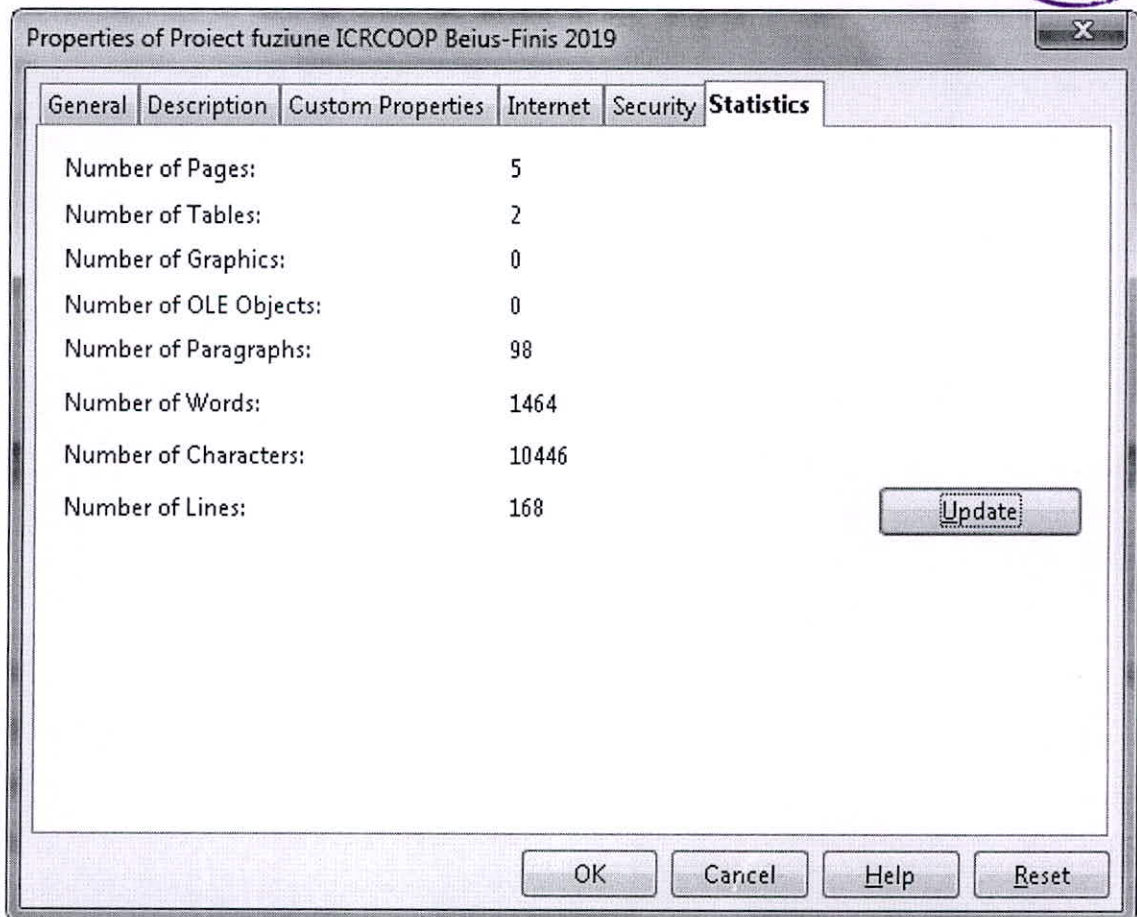 Properties of Proiect fuziune ICRCOOP Beius-Finis 2019
General Description Custom Properties Internet Security Statistics
Number of Pages: 5
Number of Tables: 2
Number of Graphics: 0
Number of OLE Objects: 0
Number of Paragraphs: 98
Number of Words: 1464
Number of Characters: 10446
Number of Lines: 168
Update
OK Cancel Help Reset